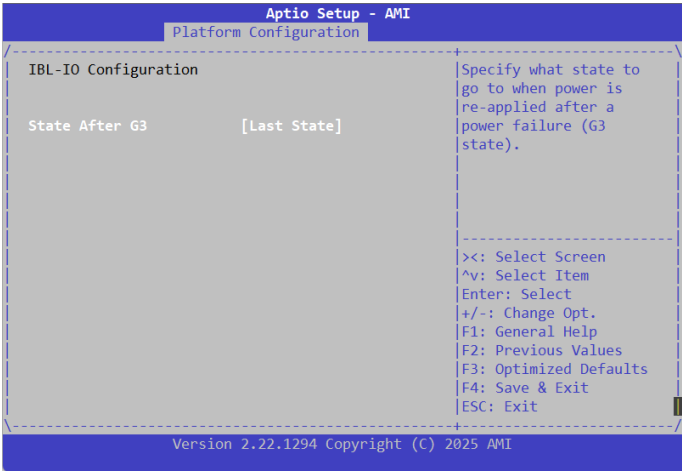 Aptio Setup - AMI
Platform Configuration
IBL-IO Configuration
State After G3 [Last State]
Specify what state to
go to when power is
re-applied after a
power failure (G3
state).
><: Select Screen
^v: Select Item
Enter: Select
+/-: Change Opt.
F1: General Help
F2: Previous Values
F3: Optimized Defaults
F4: Save & Exit
ESC: Exit
Version 2.22.1294 Copyright (C) 2025 AMI